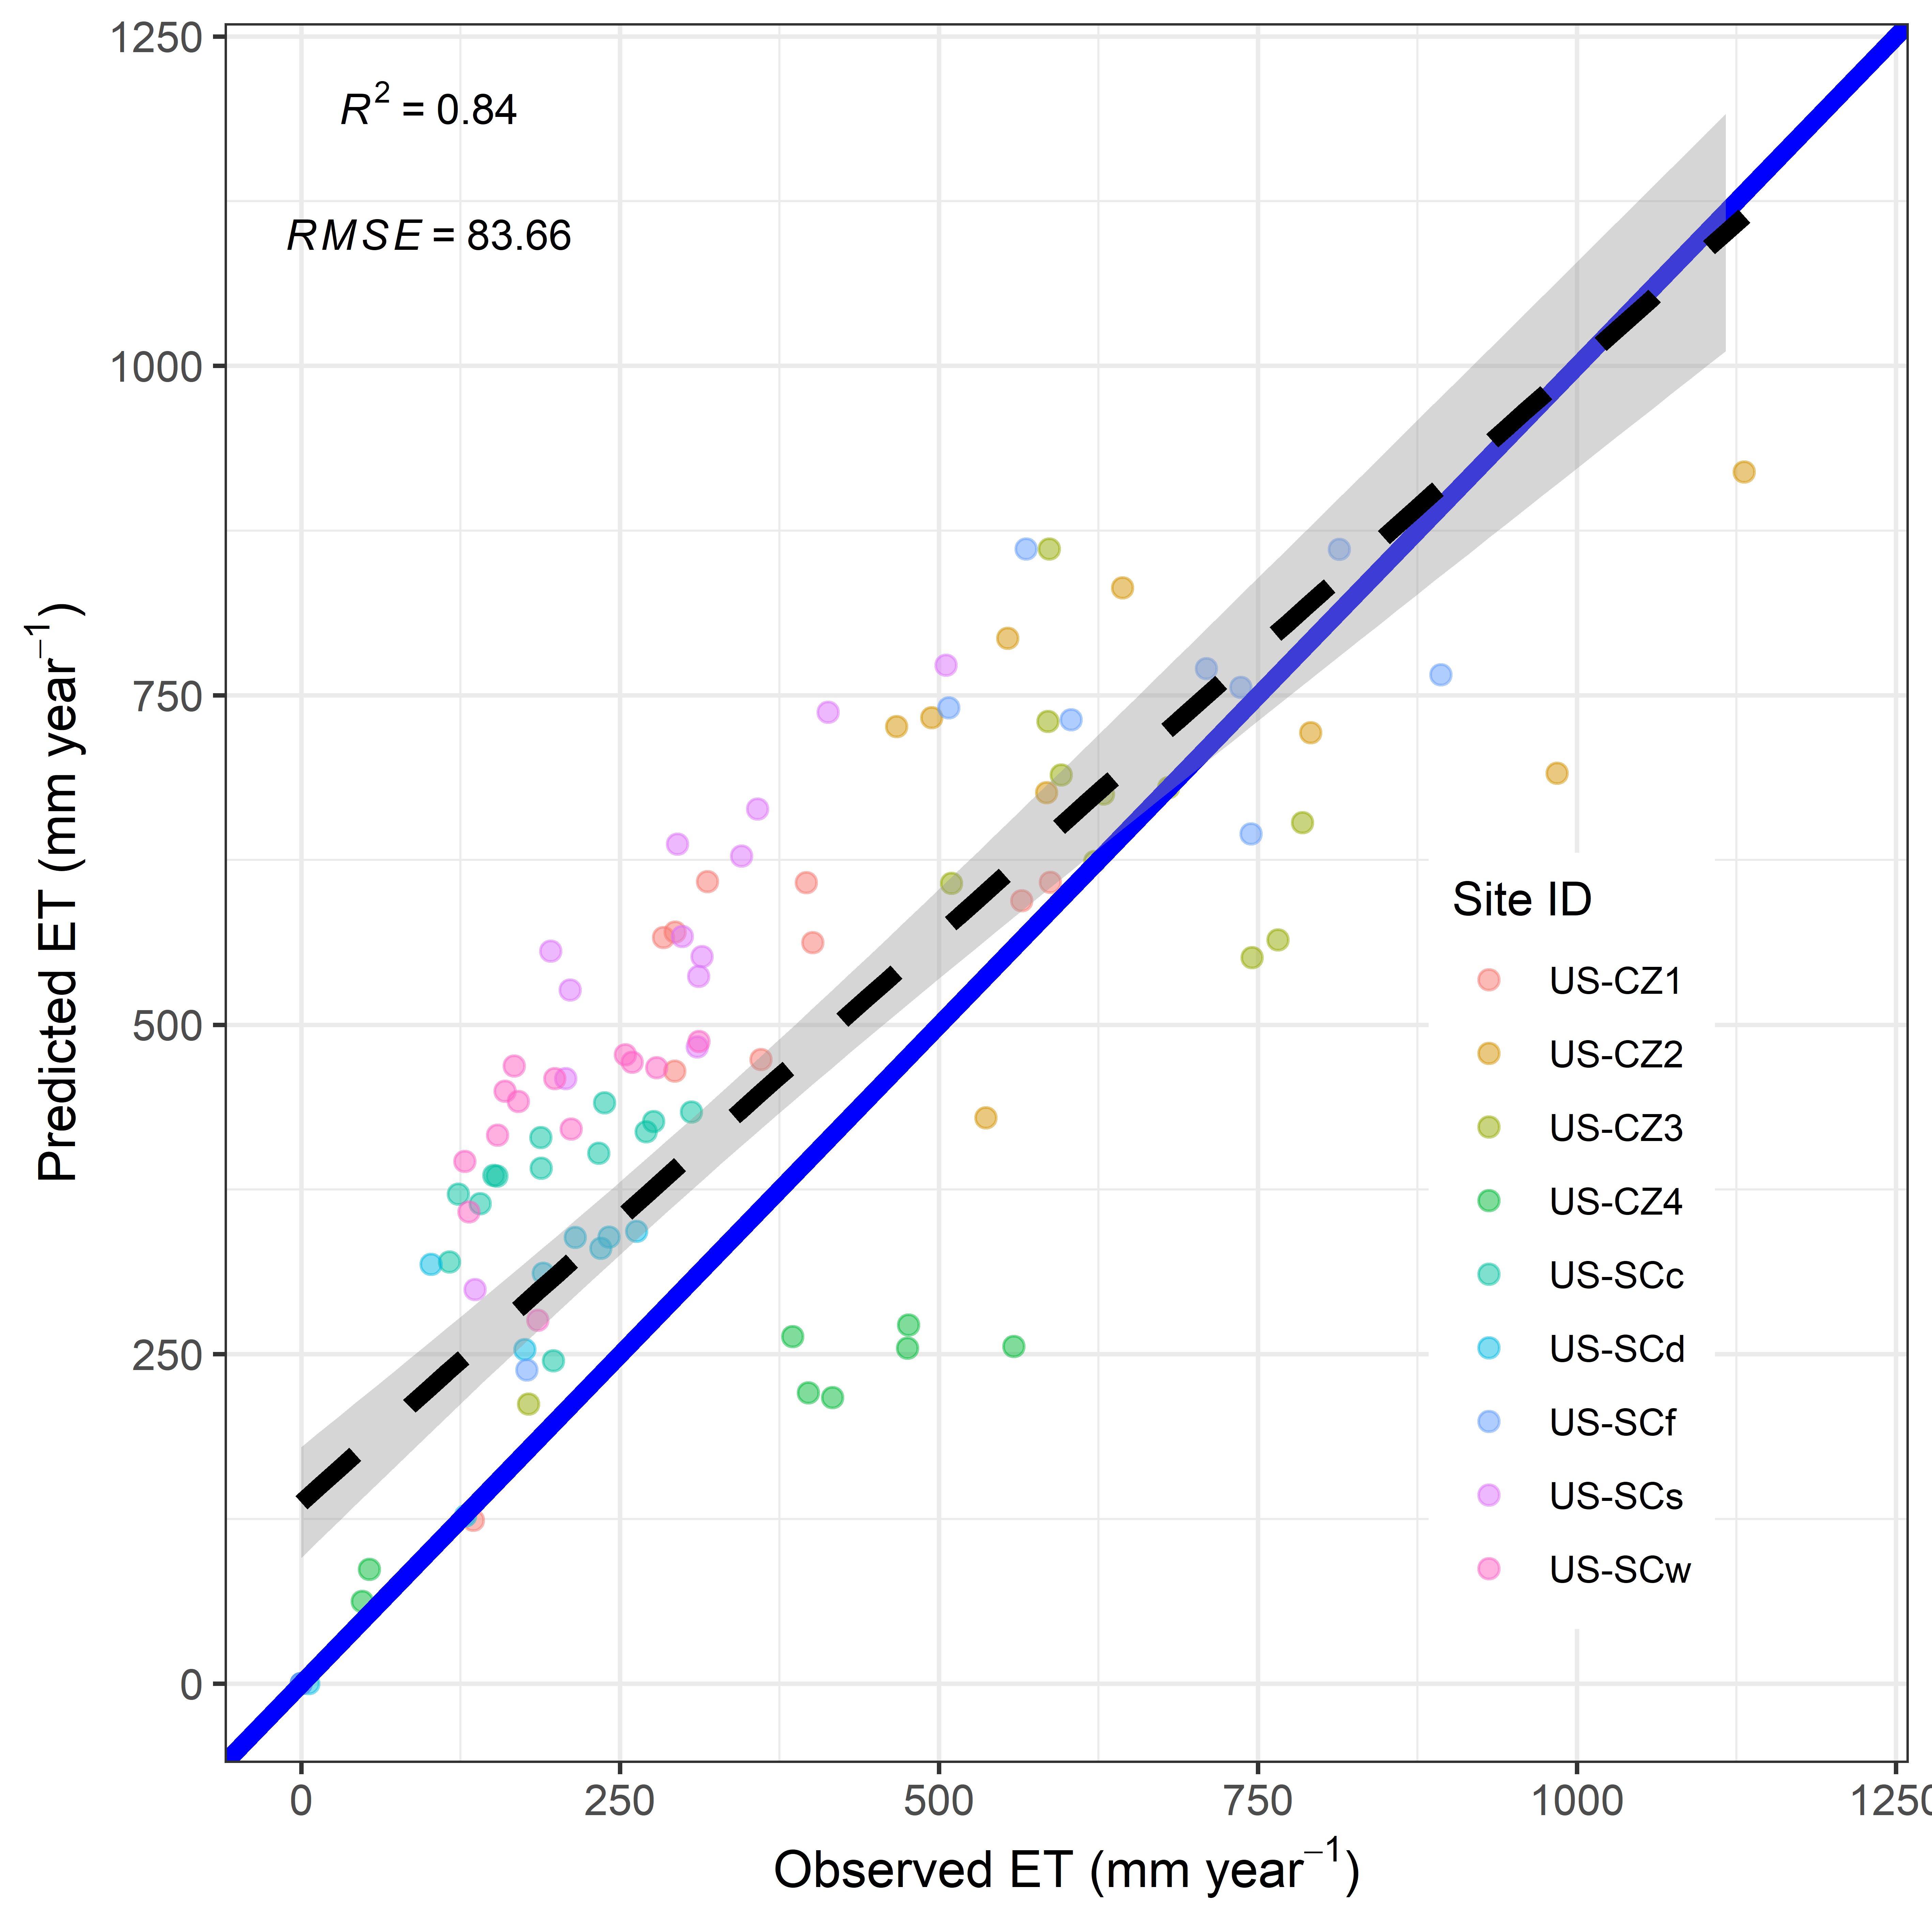 R² = 0.84
RMSE = 83.66
1250
1000
750
500
250
0
Predicted ET (mm year⁻¹)
0 250 500 750 1000 1250
Observed ET (mm year⁻¹)
Site ID
US-CZ1
US-CZ2
US-CZ3
US-CZ4
US-SCc
US-SCd
US-SCf
US-SCs
US-SCw